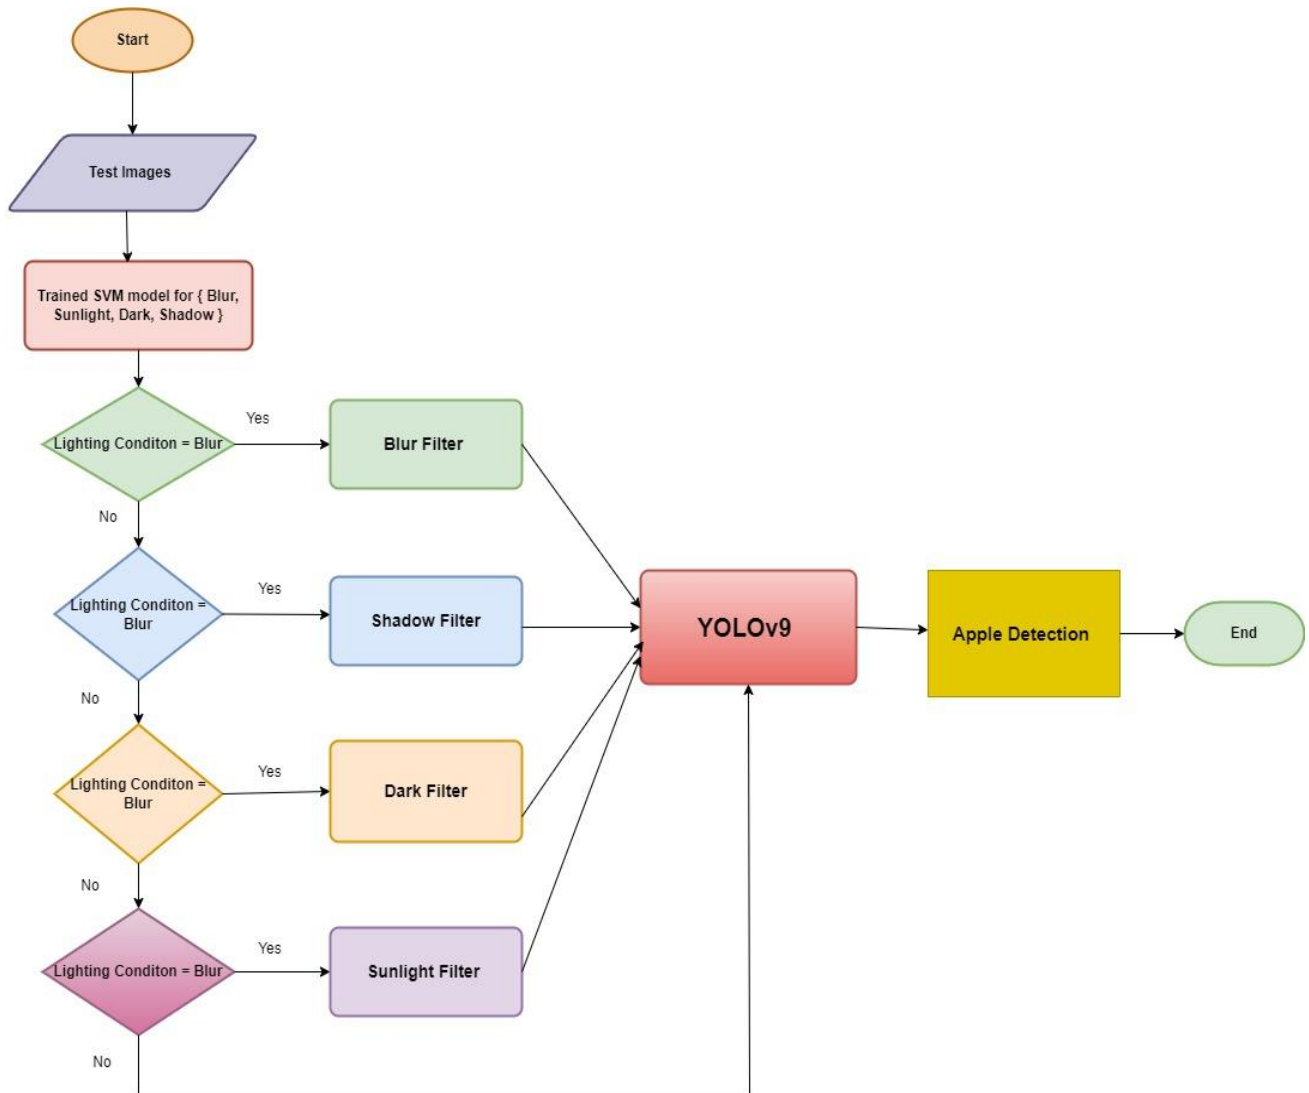 Start
Test Images
Trained SVM model for { Blur,
Sunlight, Dark, Shadow }
Lighting Conditon = Blur
Yes
Blur Filter
No
Lighting Conditon =
Blur
Yes
Shadow Filter
YOLOv9
Apple Detection
End
No
Lighting Conditon =
Blur
Yes
Dark Filter
No
Lighting Conditon = Blur
Yes
Sunlight Filter
No